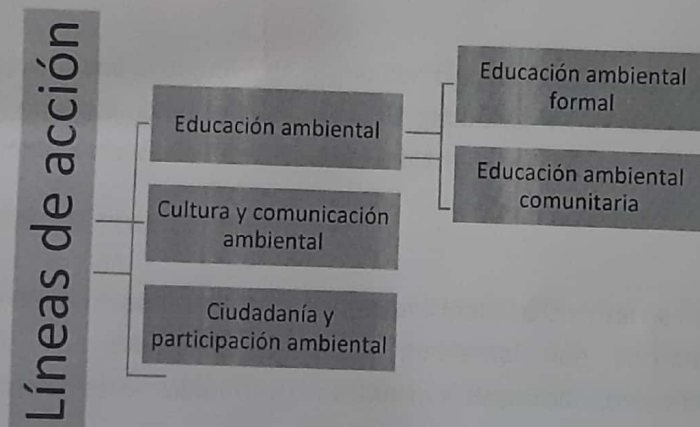 Líneas de acción
Educación ambiental
Cultura y comunicación
ambiental
Ciudadanía y
participación ambiental
Educación ambiental
formal
Educación ambiental
comunitaria